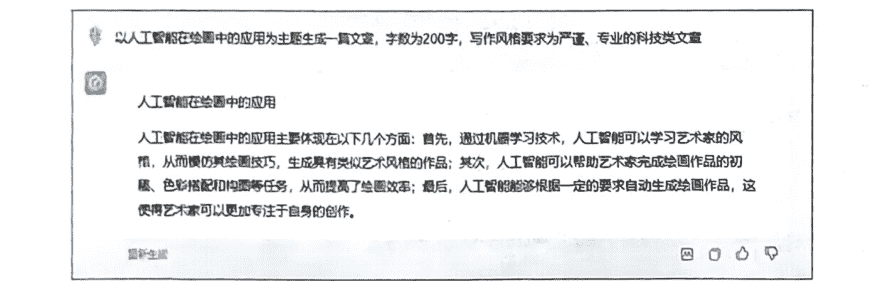 以人工智能在绘画中的应用为主题生成一篇文章，字数为200字，写作风格要求为严谨、专业的科技类文章
人工智能在绘画中的应用
人工智能在绘画中的应用主要体现在以下几个方面：首先，通过机器学习技术，人工智能可以学习艺术家的风
格，从而模仿其绘画技巧，生成具有类似艺术风格的作品；其次，人工智能可以帮助艺术家完成绘画作品的初
稿、色彩搭配和构图等任务，从而提高了绘画效率；最后，人工智能能够根据一定的要求自动生成绘画作品，这
使得艺术家可以更加专注于自身的创作。
重新生成